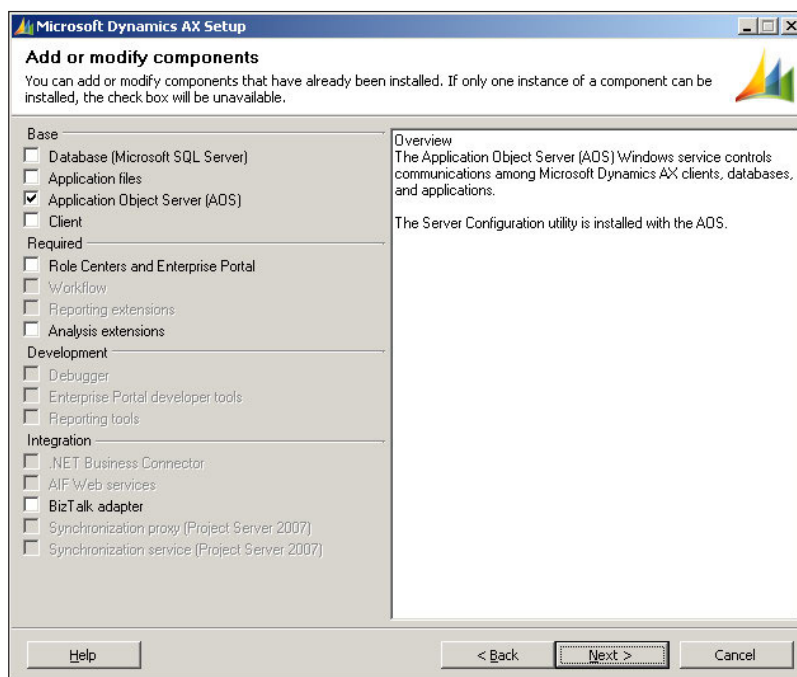 Microsoft Dynamics AX Setup
Add or modify components
You can add or modify components that have already been installed. If only one instance of a component can be
installed, the check box will be unavailable.
Base
Database (Microsoft SQL Server)
Application files
Application Object Server (AOS)
Client
Required
Role Centers and Enterprise Portal
Workflow
Reporting extensions
Analysis extensions
Development
Debugger
Enterprise Portal developer tools
Reporting tools
Integration
.NET Business Connector
AIF Web services
BizTalk adapter
Synchronization proxy (Project Server 2007)
Synchronization service (Project Server 2007)
Overview
The Application Object Server (AOS) Windows service controls
communications among Microsoft Dynamics AX clients, databases,
and applications.
The Server Configuration utility is installed with the AOS.
Help
< Back
Next >
Cancel